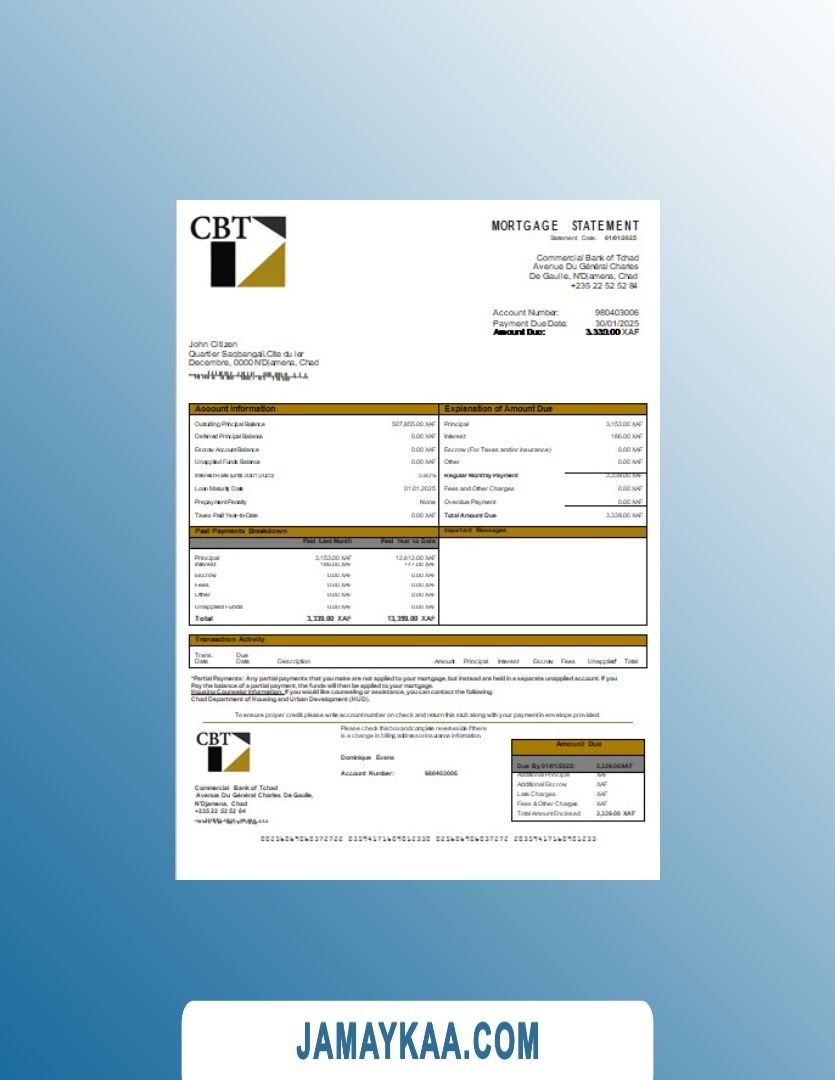 CBT
MORTGAGE STATEMENT
Statement Date: 01/01/2025
Commercial Bank of Tchad
Avenue Du Général Charles
De Gaulle, N'Djamena, Chad
+235 22 52 52 84
Account Number: 980403006
Payment Due Date: 30/01/2025
Amount Due: 3,339.00 XAF
John Citizen
Quartier Saqbangail,Cite du Ier
Decembre, 0000 N'Djamena, Chad
Account Information
Explanation of Amount Due
Outstding Principal Balance 507,855.00 XAF
Principal 3,153.00 XAF
Deferred Principal Balance 0.00 XAF
Interest 186.00 XAF
Escrow Account Balance 0.00 XAF
Escrow (For Taxes and/or insurance) 0.00 XAF
Unapplied Funds Balance 0.00 XAF
Other 0.00 XAF
Regular Monthly Payment 3,339.00 XAF
Loan Maturity Date 01.01.2025
Fees and Other Charges 0.00 XAF
Prepayment Penalty None
Overdue Payment 0.00 XAF
Taxes Paid Year-to-Date 0.00 XAF
Total Amount Due 3,339.00 XAF
Past Payments Breakdown
Important Messages
Paid Last Month Paid Year to Date
Principal 3,153.00 XAF 12,612.00 XAF
Interest
Escrow 0.00 XAF 0.00 XAF
Fees 0.00 XAF 0.00 XAF
Other 0.00 XAF 0.00 XAF
Unapplied Funds 0.00 XAF 0.00 XAF
Total 3,339.00 XAF 13,359.00 XAF
Transaction Activity
Trans. Date
Due Date
Description Amount Principal Interest Escrow Fees Unapplied Total
*Partial Payments: Any partial payments that you make are not applied to your mortgage, but instead are held in a separate unapplied account. If you
Pay the balance of a partial payment, the funds will then be applied to your mortgage.
Housing Counselor Information: If you would like counseling or assistance, you can contact the following:
Chad Department of Housing and Urban Development (HUD).
To ensure proper credit,please write account number on check and return this stub along with your payment in envelope provided.
CBT
Please check this box and complete reverse side if there
is a change in billing address or insurance information
Dominique Evans
Account Number: 980403006
Commercial Bank of Tchad
Avenue Du Général Charles De Gaulle,
N'Djamena, Chad
+235 22 52 52 84
Amount Due
Due By 01/01/2025: 3,339.00XAF
Additional Principal XAF
Additional Escrow XAF
Late Charges XAF
Fees & Other Charges XAF
Total Amount Enclosed 3,339.00 XAF
JAMAYKAA.COM